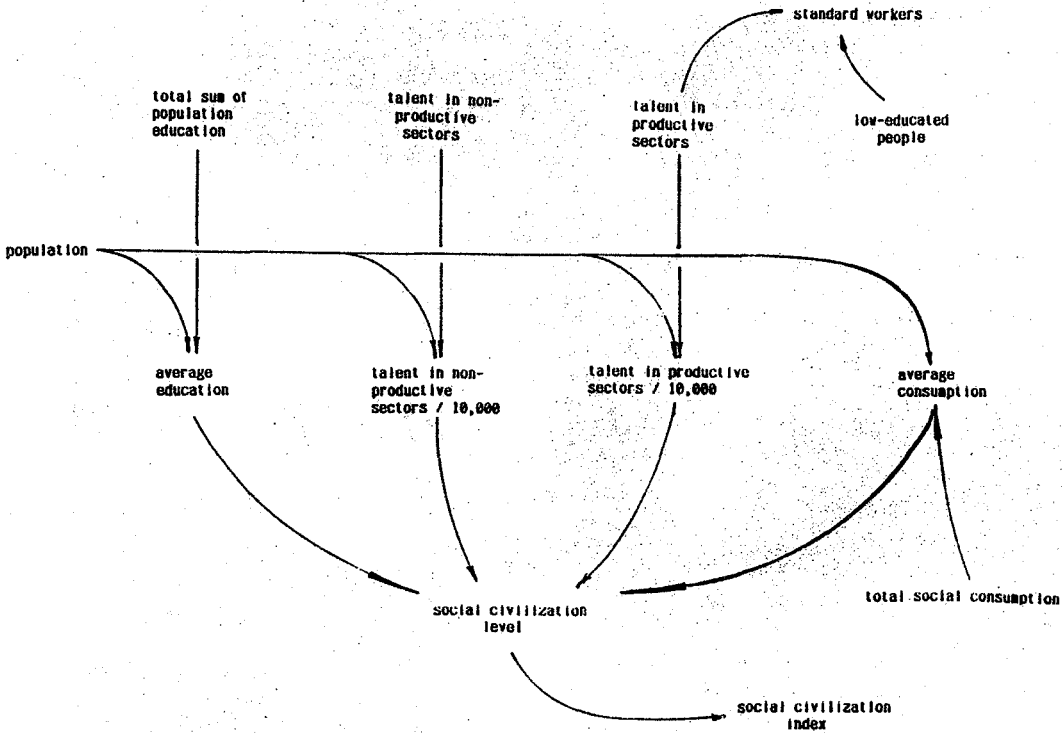 standard workers
total sum of
population
education
talent in non-
productive
sectors
talent in
productive
sectors
low-educated
people
population
average
education
talent in non-
productive
sectors / 10,000
talent in productive
sectors / 10,000
average
consumption
total social consumption
social civilization
level
social civilization
index